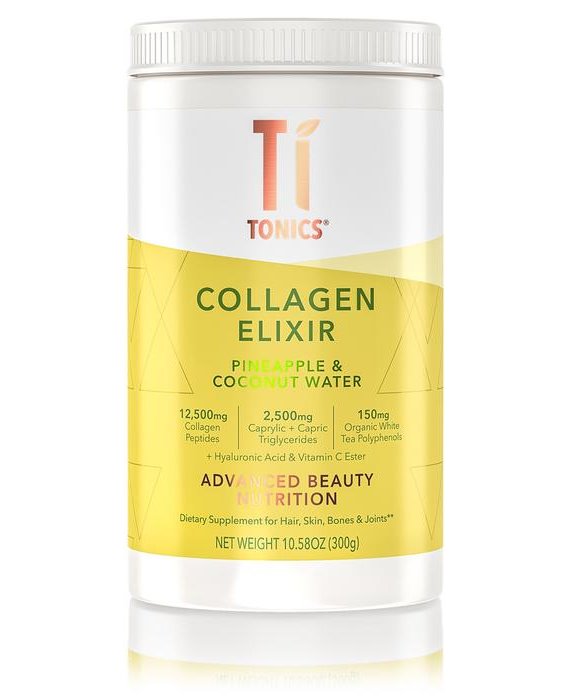 Ti
TONICS®
COLLAGEN
ELIXIR
PINEAPPLE &
COCONUT WATER
12,500mg
Collagen
Peptides
2,500mg
Caprylic + Capric
Triglycerides
150mg
Organic White
Tea Polyphenols
+ Hyaluronic Acid & Vitamin C Ester
ADVANCED BEAUTY
NUTRITION
Dietary Supplement for Hair, Skin, Bones & Joints**
NET WEIGHT 10.58OZ (300g)